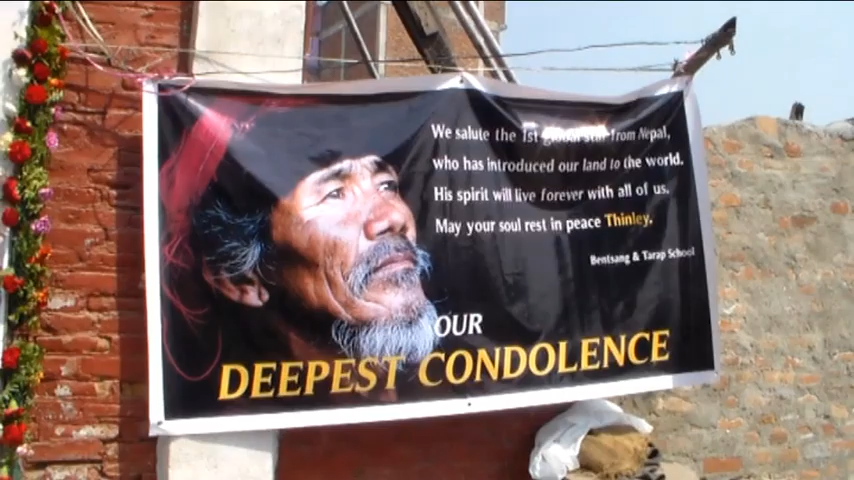 We salute the 1st global star from Nepal,
who has introduced our land to the world.
His spirit will live forever with all of us.
May your soul rest in peace Thinley.
Bentsang & Tarap School
OUR
DEEPEST CONDOLENCE